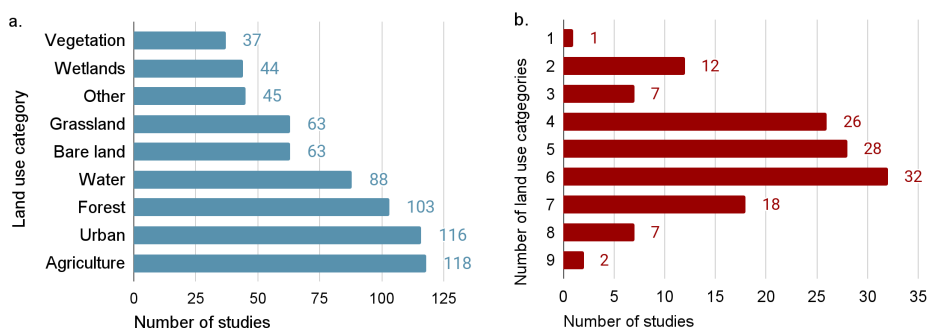 a.
Land use category
Vegetation 37
Wetlands 44
Other 45
Grassland 63
Bare land 63
Water 88
Forest 103
Urban 116
Agriculture 118
0 25 50 75 100 125
Number of studies
b.
Number of land use catgegories
1 1
2 12
3 7
4 26
5 28
6 32
7 18
8 7
9 2
0 5 10 15 20 25 30 35
Number of studies